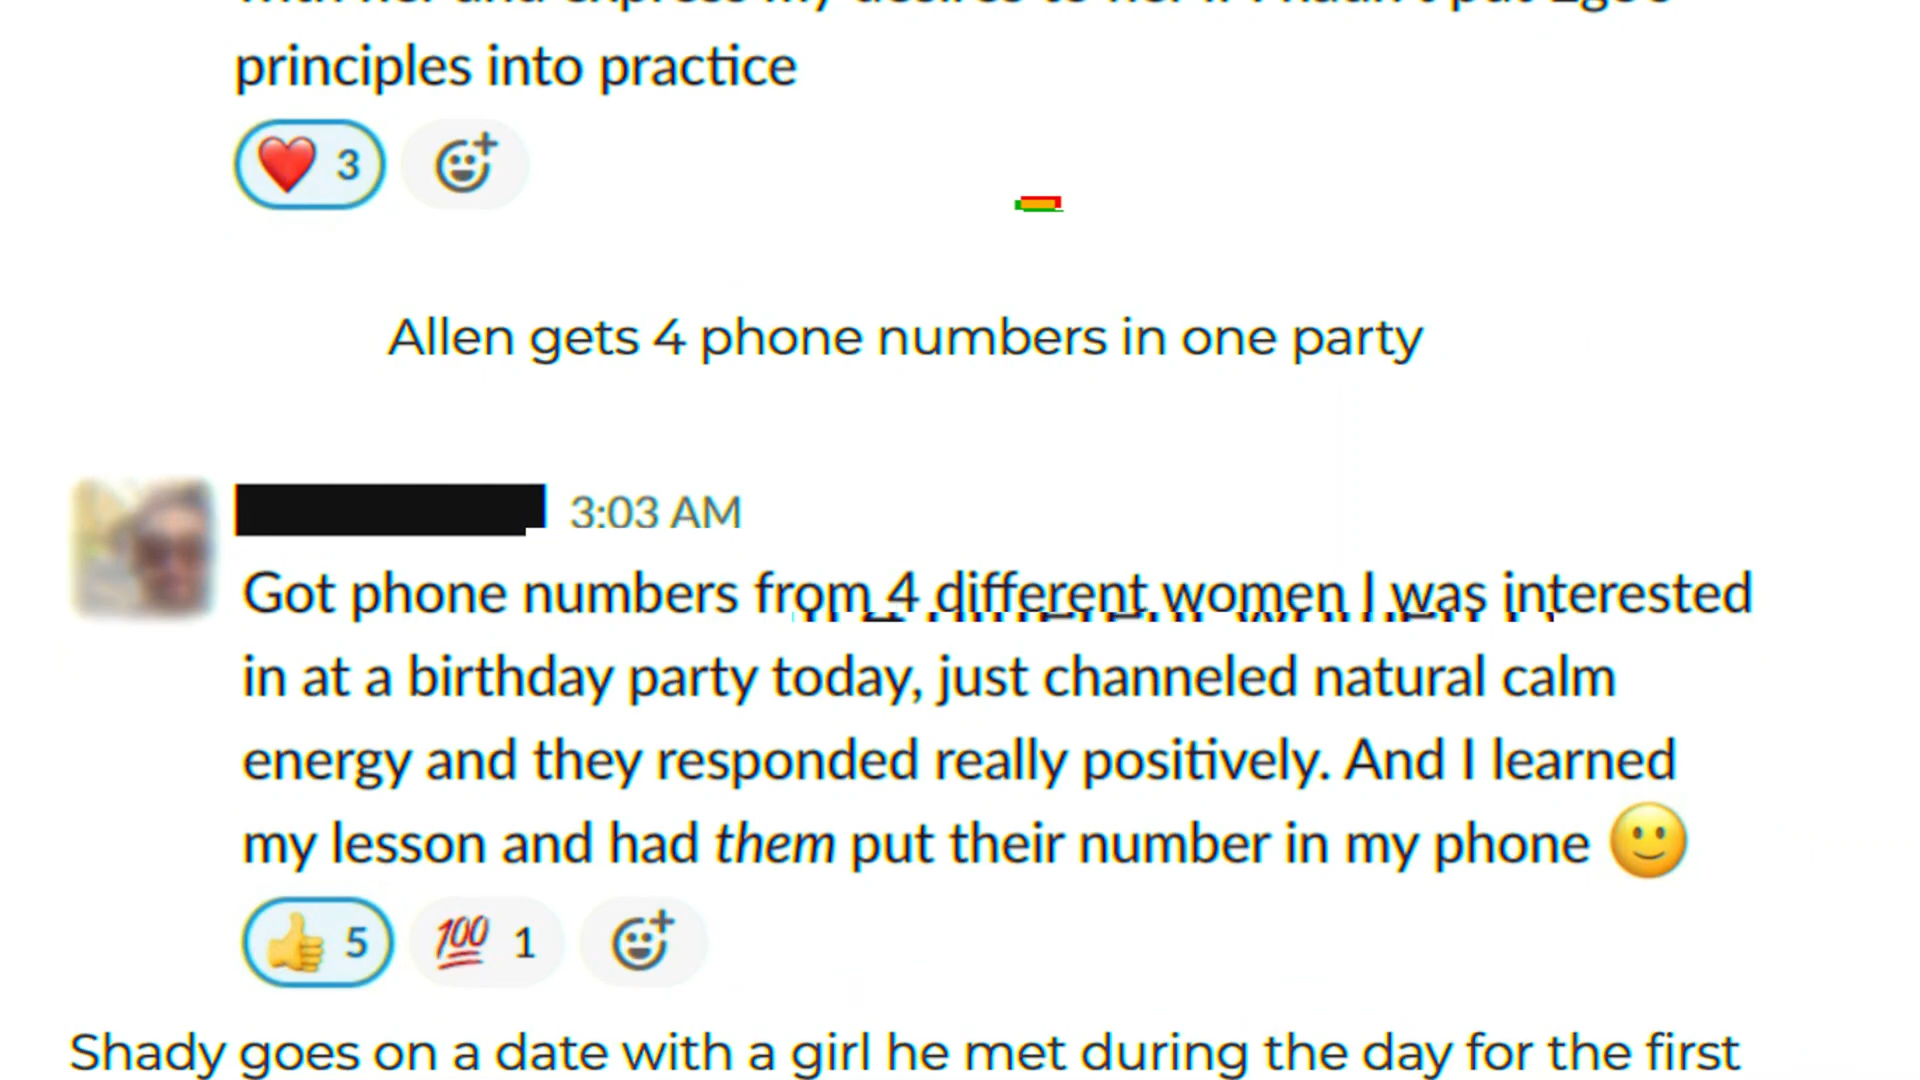 principles into practice
3
Allen gets 4 phone numbers in one party
3:03 AM
Got phone numbers from 4 different women I was interested
in at a birthday party today, just channeled natural calm
energy and they responded really positively. And I learned
my lesson and had them put their number in my phone 🙂
👍 5 💯 1
Shady goes on a date with a girl he met during the day for the first